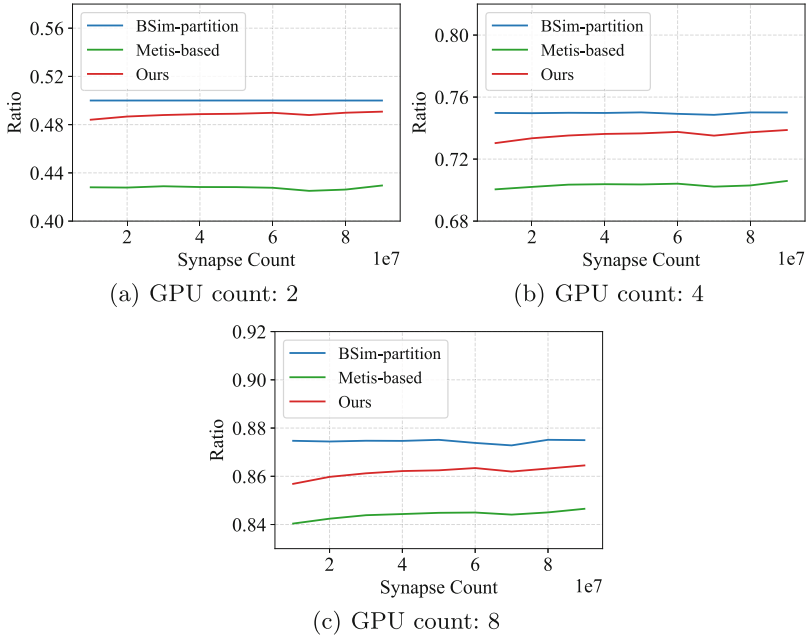 BSim-partition
Metis-based
Ours
0.56
0.52
0.48
0.44
0.40
Ratio
2 4 6 8
Synapse Count 1e7
(a) GPU count: 2
BSim-partition
Metis-based
Ours
0.80
0.76
0.72
0.68
Ratio
2 4 6 8
Synapse Count 1e7
(b) GPU count: 4
BSim-partition
Metis-based
Ours
0.92
0.90
0.88
0.86
0.84
Ratio
2 4 6 8
Synapse Count 1e7
(c) GPU count: 8